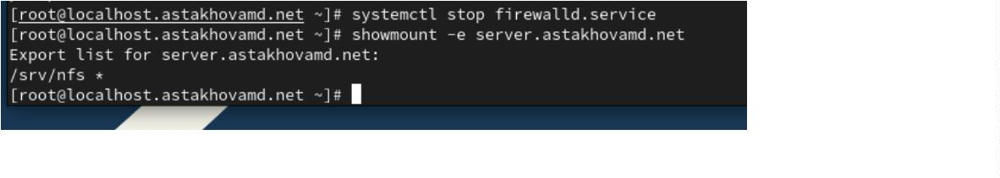 [root@localhost.astakhovamd.net ~]# systemctl stop firewalld.service
[root@localhost.astakhovamd.net ~]# showmount -e server.astakhovamd.net
Export list for server.astakhovamd.net:
/srv/nfs *
[root@localhost.astakhovamd.net ~]#